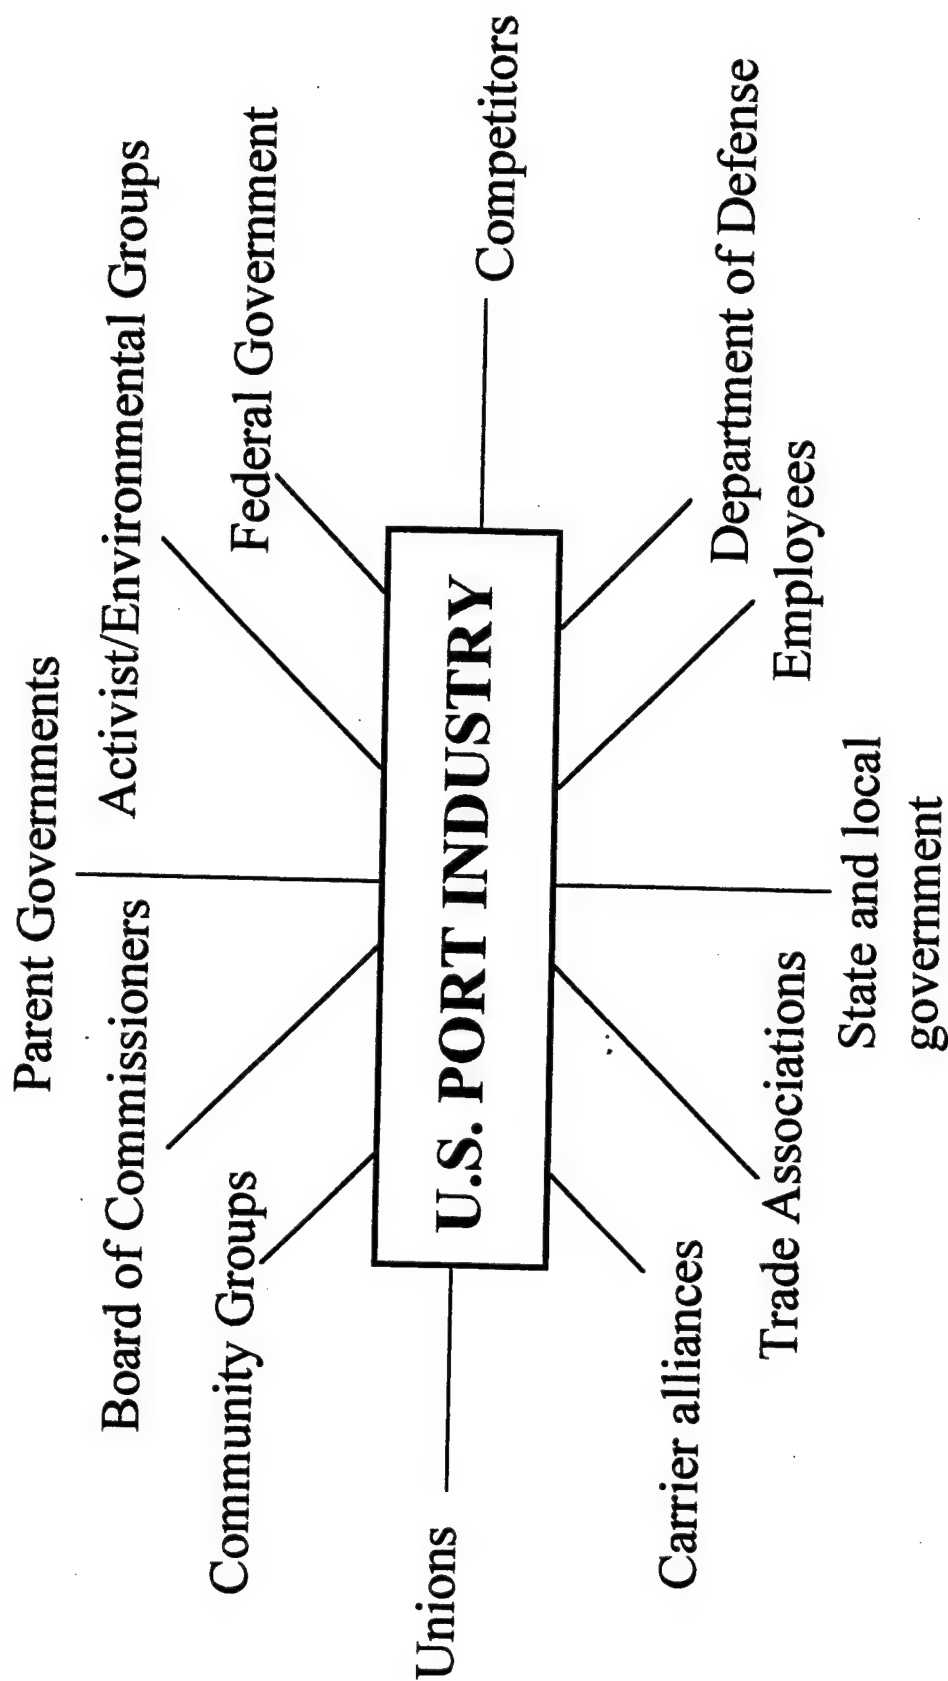 Parent Governments
Board of Commissioners
Activist/Environmental Groups
Community Groups
Federal Government
Unions
U.S. PORT INDUSTRY
Competitors
Carrier alliances
Department of Defense
Trade Associations
Employees
State and local
government